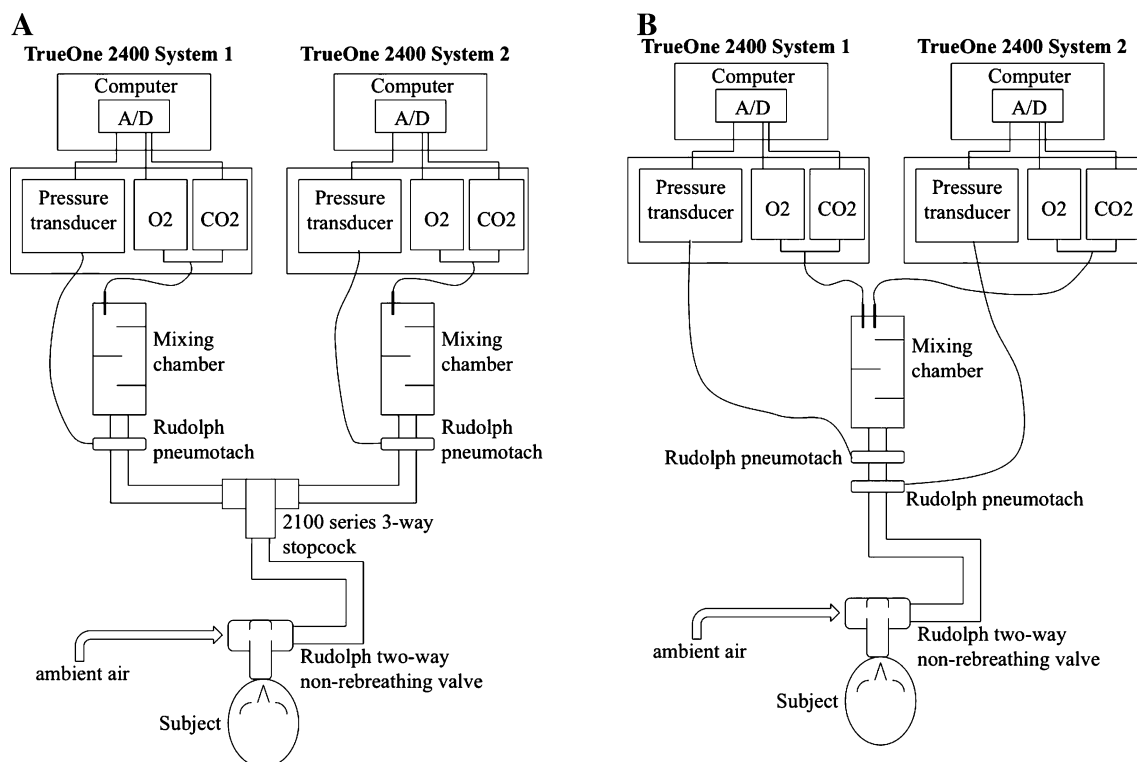 A
TrueOne 2400 System 1
TrueOne 2400 System 2
Computer
A/D
Computer
A/D
Pressure
transducer
O2
CO2
Pressure
transducer
O2
CO2
Mixing
chamber
Mixing
chamber
Rudolph
pneumotach
Rudolph
pneumotach
2100 series 3-way
stopcock
ambient air
Rudolph two-way
non-rebreathing valve
Subject
B
TrueOne 2400 System 1
TrueOne 2400 System 2
Computer
A/D
Computer
A/D
Pressure
transducer
O2
CO2
Pressure
transducer
O2
CO2
Mixing
chamber
Rudolph pneumotach
Rudolph pneumotach
ambient air
Rudolph two-way
non-rebreathing valve
Subject